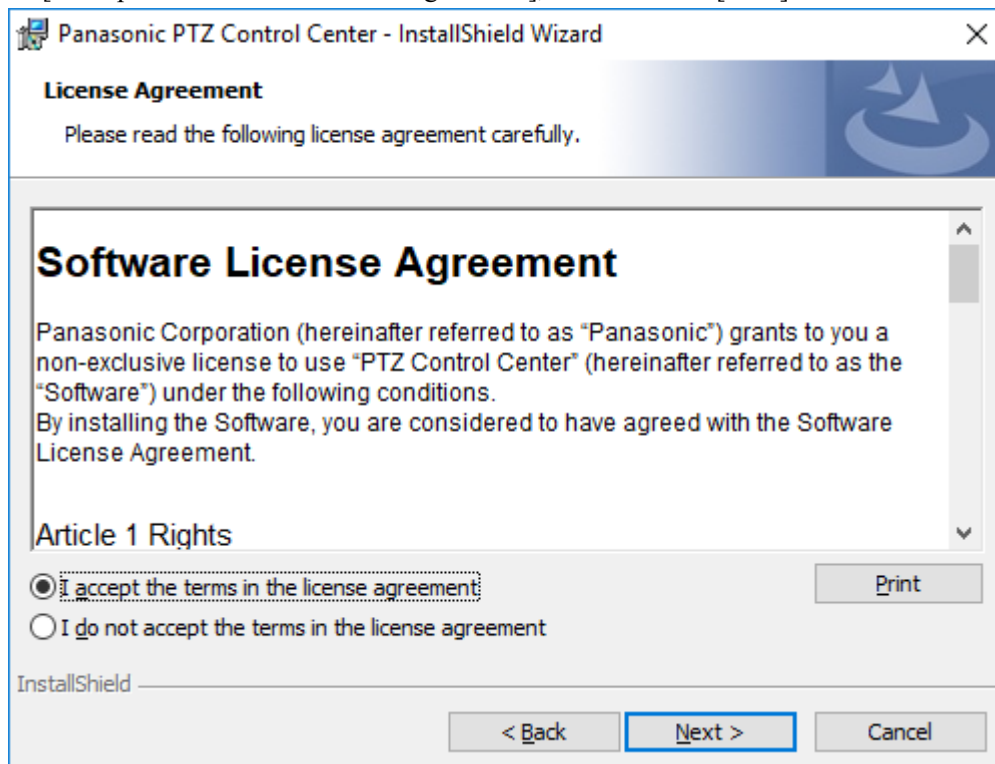 Panasonic PTZ Control Center - InstallShield Wizard
License Agreement
Please read the following license agreement carefully.
Software License Agreement
Panasonic Corporation (hereinafter referred to as “Panasonic”) grants to you a
non-exclusive license to use “PTZ Control Center” (hereinafter referred to as the
“Software”) under the following conditions.
By installing the Software, you are considered to have agreed with the Software
License Agreement.
Article 1 Rights
I accept the terms in the license agreement
Print
I do not accept the terms in the license agreement
InstallShield
< Back
Next >
Cancel